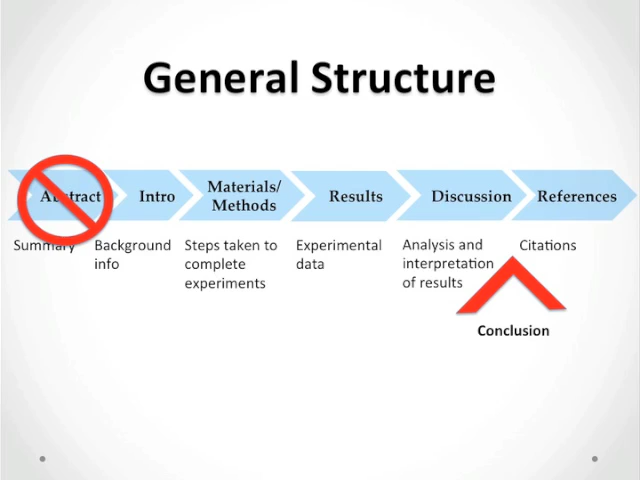 General Structure
Abstract
Intro
Materials/
Methods
Results
Discussion
References
Summary
Background
info
Steps taken to
complete
experiments
Experimental
data
Analysis and
interpretation
of results
Citations
Conclusion